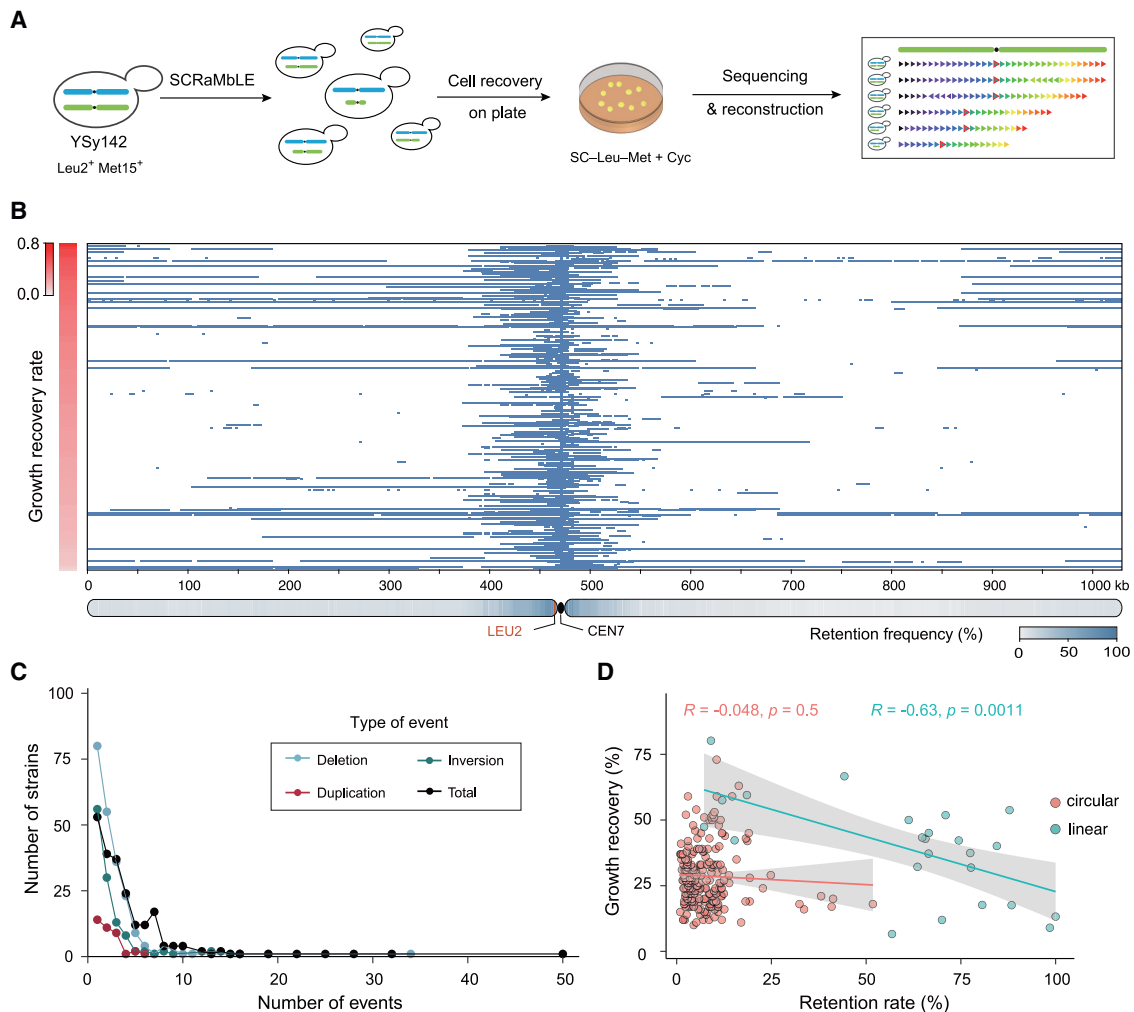 A
SCRaMbLE
Cell recovery
on plate
Sequencing
& reconstruction
YSy142
Leu2+ Met15+
SC–Leu–Met + Cyc
B
0.8
0.0
Growth recovery rate
0 100 200 300 400 500 600 700 800 900 1000 kb
LEU2
CEN7
Retention frequency (%)
0 50 100
C
Number of strains
100
75
50
25
0
Type of event
Deletion
Inversion
Duplication
Total
0 10 20 30 40 50
Number of events
D
R = -0.048, p = 0.5
R = -0.63, p = 0.0011
Growth recovery (%)
75
50
25
0
circular
linear
0 25 50 75 100
Retention rate (%)